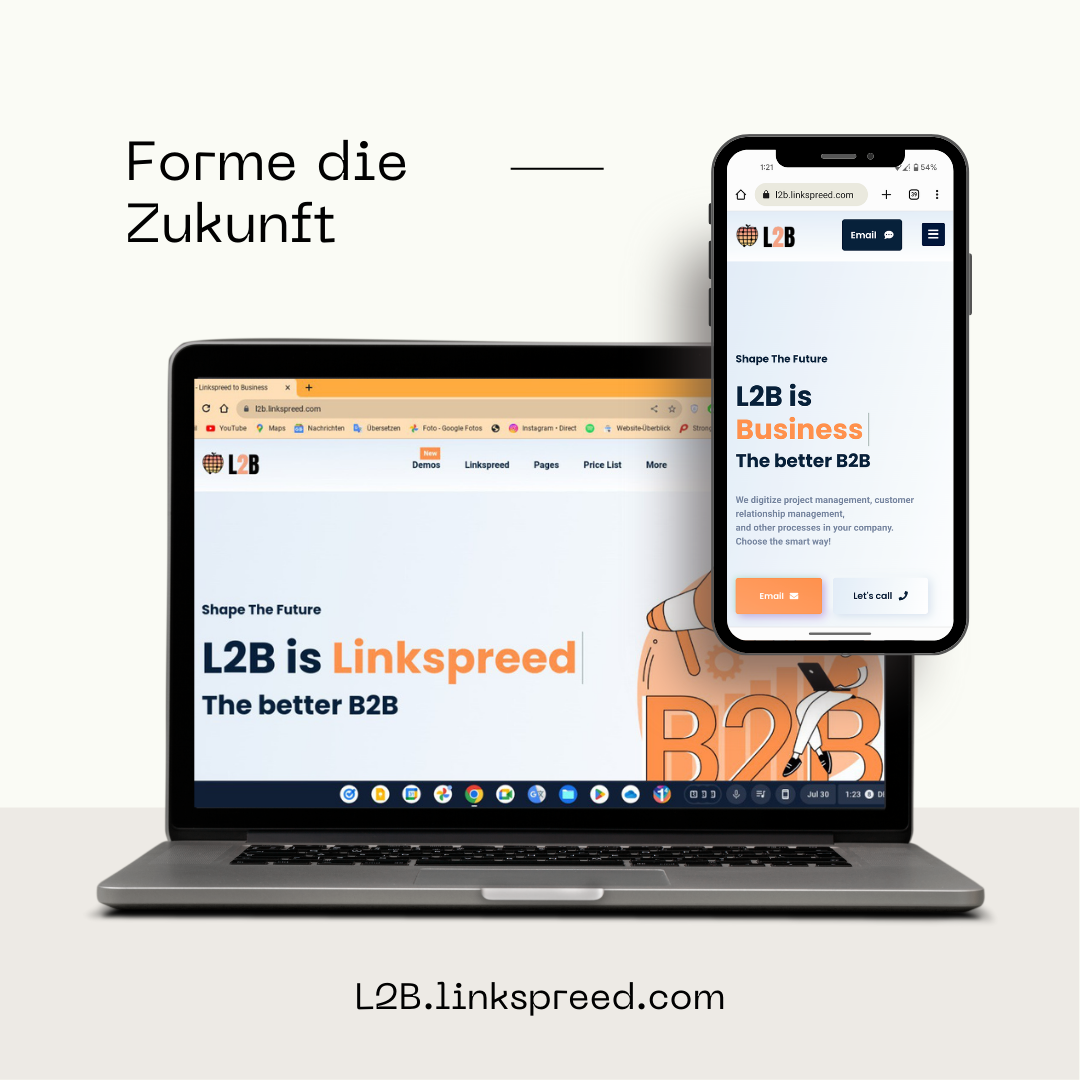 Forme die
Zukunft
1:21
54%
l2b.linkspreed.com
39
L2B
Email
Shape The Future
L2B is
Business
The better B2B
We digitize project management, customer
relationship management,
and other processes in your company.
Choose the smart way!
Email
Let's call
- Linkspreed to Business
l2b.linkspreed.com
YouTube
Maps
Nachrichten
Übersetzen
Foto - Google Fotos
Instagram • Direct
Website-Überblick
Strong
L2B
New
Demos
Linkspreed
Pages
Price List
More
Shape The Future
L2B is Linkspreed
The better B2B
B2B
Jul 30
1:23
DI
L2B.linkspreed.com